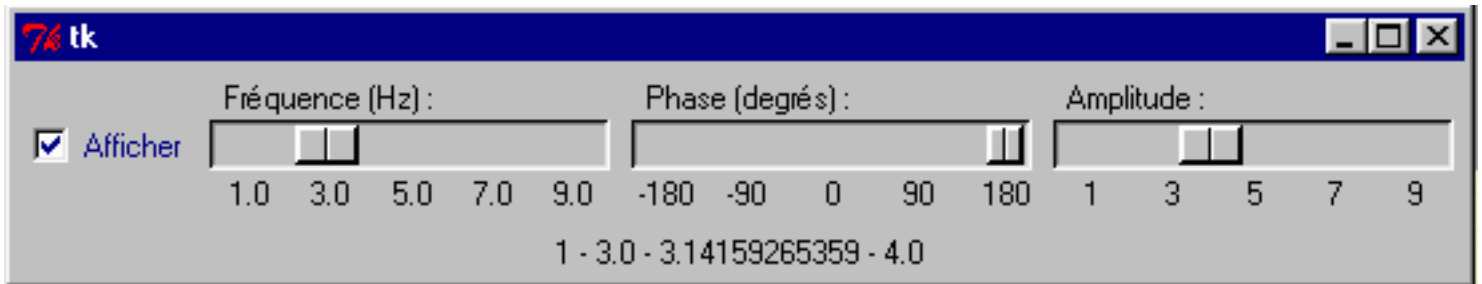 tk
Fréquence (Hz) : Phase (degrés) : Amplitude :
Afficher
1.0 3.0 5.0 7.0 9.0 -180 -90 0 90 180 1 3 5 7 9
1 - 3.0 - 3.14159265359 - 4.0